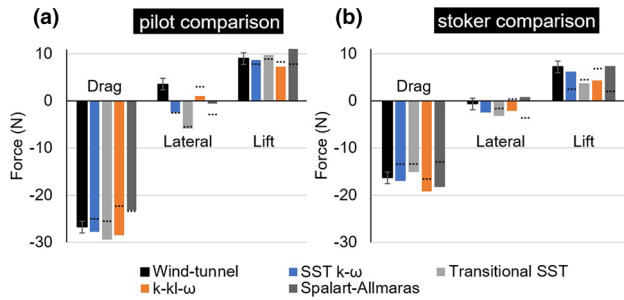 (a) pilot comparison
(b) stoker comparison
Force (N)
10
0
-10
-20
-30
Drag
Lateral
Lift
Force (N)
10
0
-10
-20
-30
Drag
Lateral
Lift
Wind-tunnel
SST k-ω
Transitional SST
k-kl-ω
Spalart-Allmaras